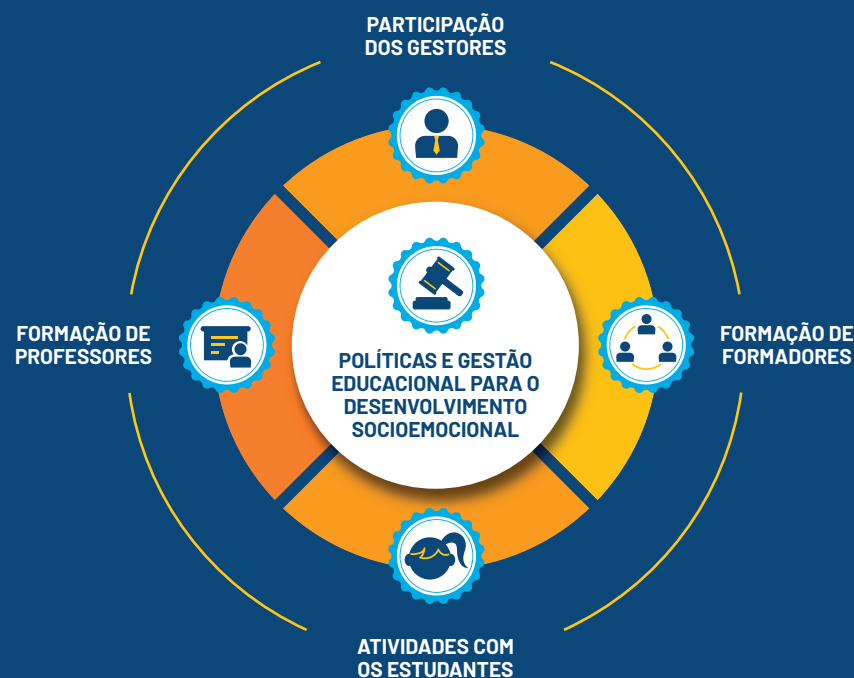 PARTICIPAÇÃO
DOS GESTORES
FORMAÇÃO DE
PROFESSORES
POLÍTICAS E GESTÃO
EDUCACIONAL PARA O
DESENVOLVIMENTO
SOCIOEMOCIONAL
FORMAÇÃO DE
FORMADORES
ATIVIDADES COM
OS ESTUDANTES